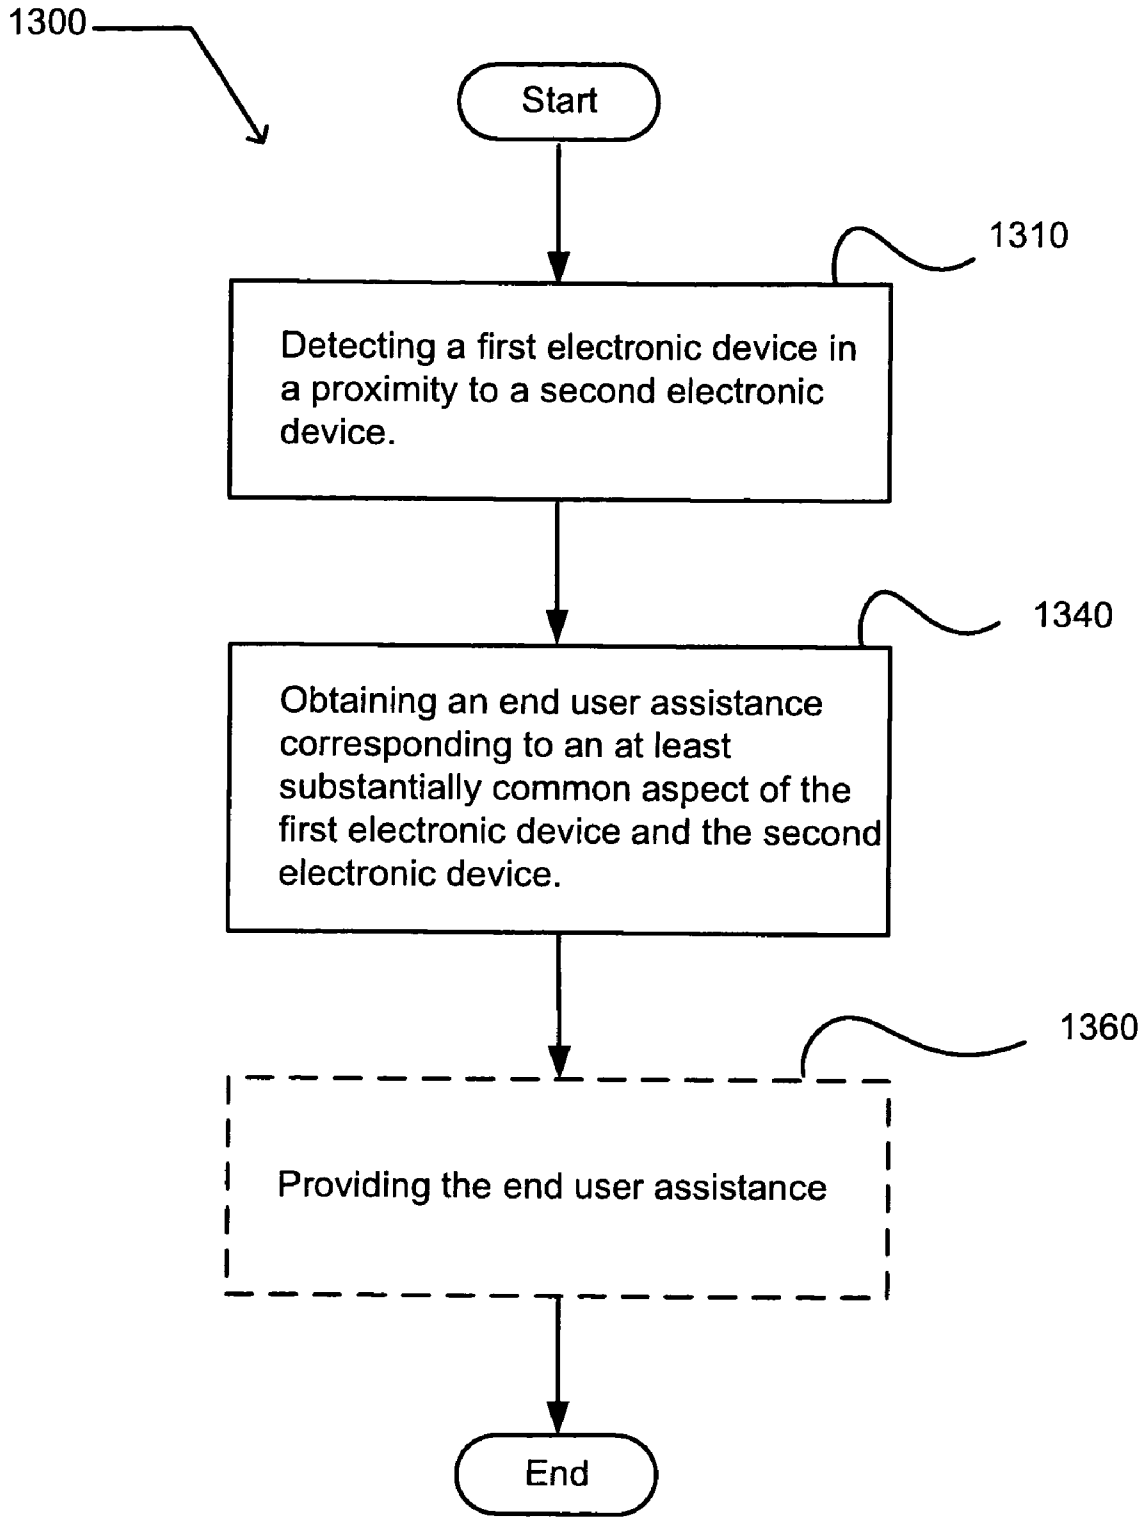 1300
Start
1310
Detecting a first electronic device in
a proximity to a second electronic
device.
1340
Obtaining an end user assistance
corresponding to an at least
substantially common aspect of the
first electronic device and the second
electronic device.
1360
Providing the end user assistance
End